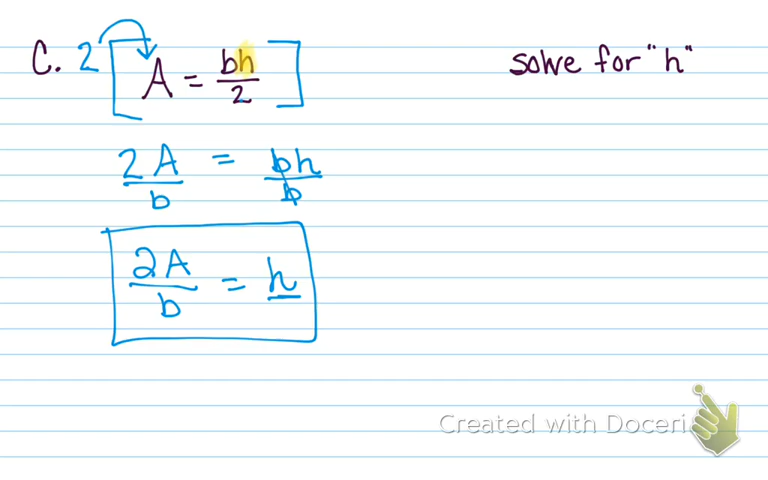 C. 2 [ A = bh/2 ] solve for "h"
2A/b = bh/b
2A/b = h
Created with Doceri